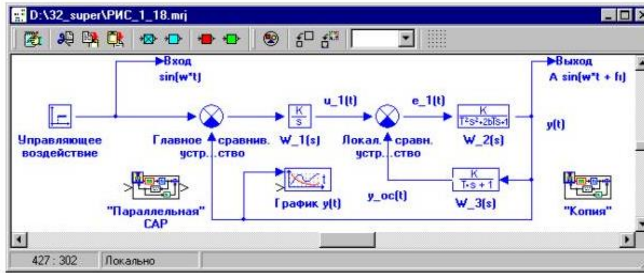 D:\32_super\РИС_1_18.mrj
Вход
sin(w*t)
Выход
A sin(w*t + fi)
u_1(t)
e_1(t)
K
s
K
T²s²+2bTs+1
y(t)
Управляющее
воздействие
Главное сравнив.
устр...ство
W_1(s)
Локал. сравн.
устр...ство
W_2(s)
K
T*s + 1
"Параллельная"
САР
График y(t)
y_oc(t)
W_3(s)
"Копия"
427 : 302
Локально